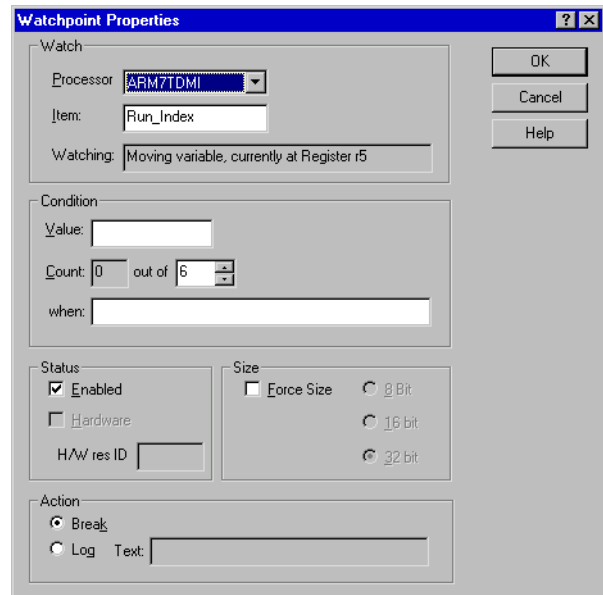 Watchpoint Properties
Watch
Processor ARM7TDMI
Item: Run_Index
Watching: Moving variable, currently at Register r5
OK
Cancel
Help
Condition
Value:
Count: 0 out of 6
when:
Status
Enabled
Hardware
H/W res ID
Size
Force Size 8 Bit
16 bit
32 bit
Action
Break
Log Text: